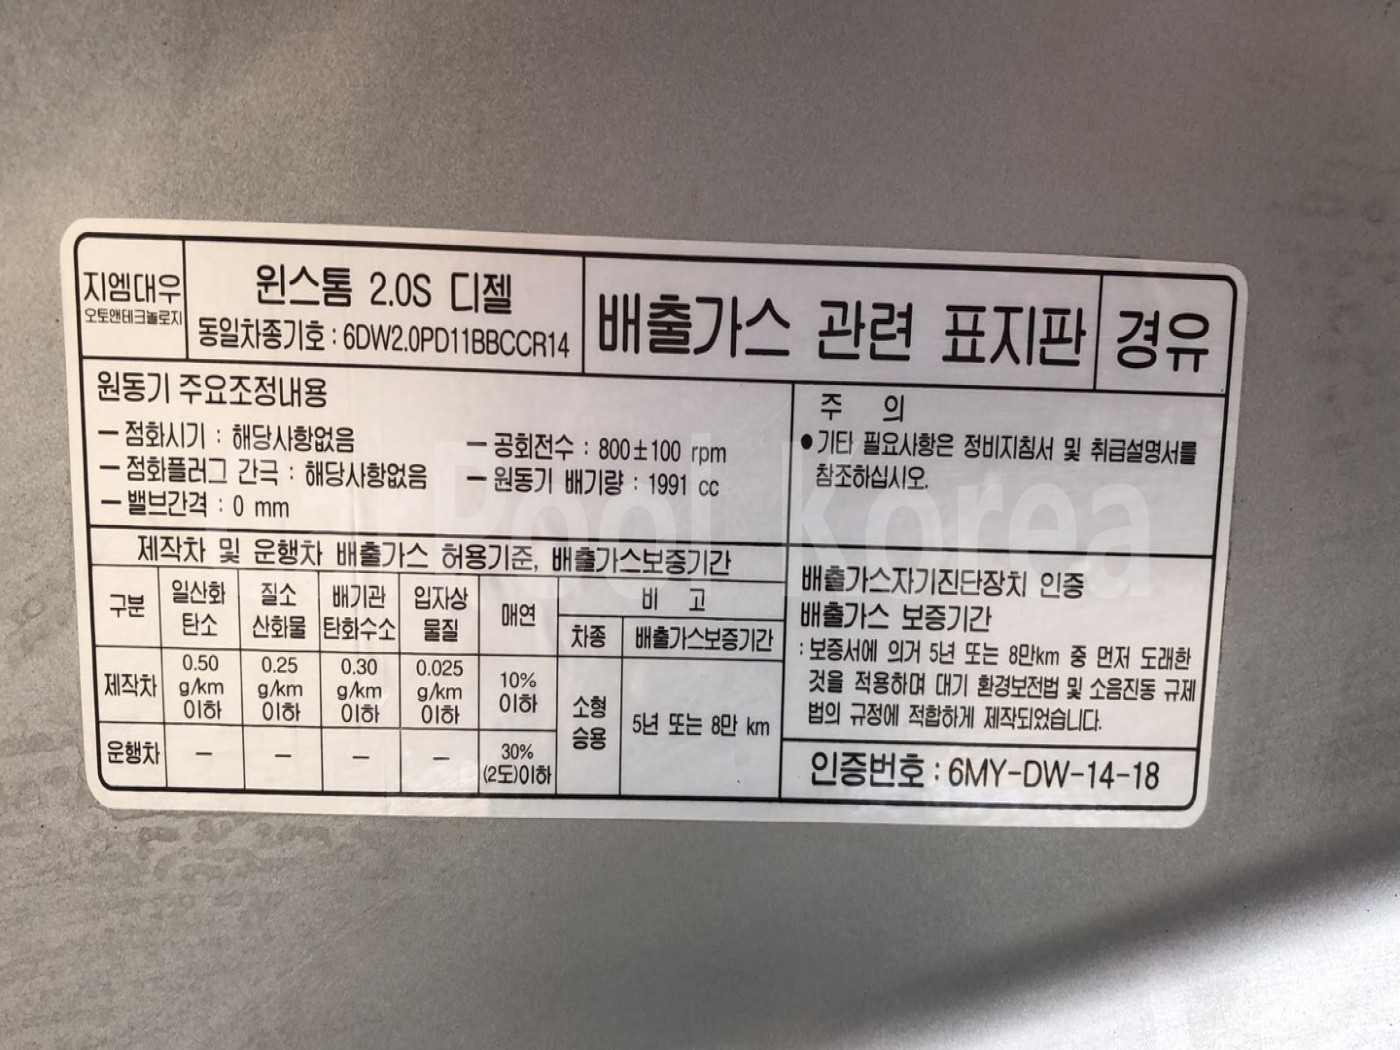 지엠대우
오토앤테크놀로지
윈스톰 2.0S 디젤
동일차종기호 : 6DW2.0PD11BBCCR14
배출가스 관련 표지판
경유
원동기 주요조정내용
– 점화시기 : 해당사항없음
– 점화플러그 간극 : 해당사항없음
– 밸브간격 : 0 mm
– 공회전수 : 800±100 rpm
– 원동기 배기량 : 1991 cc
주 의
●기타 필요사항은 정비지침서 및 취급설명서를
참조하십시오.
제작차 및 운행차 배출가스 허용기준, 배출가스보증기간
구분
일산화
탄소
질소
산화물
배기관
탄화수소
입자상
물질
매연
비 고
차종
배출가스보증기간
제작차
0.50
g/km
이하
0.25
g/km
이하
0.30
g/km
이하
0.025
g/km
이하
10%
이하
소형
승용
5년 또는 8만 km
운행차
–
–
–
–
30%
(2도)이하
배출가스자기진단장치 인증
배출가스 보증기간
: 보증서에 의거 5년 또는 8만km 중 먼저 도래한
것을 적용하며 대기 환경보전법 및 소음진동 규제
법의 규정에 적합하게 제작되었습니다.
인증번호 : 6MY-DW-14-18
CarPool Korea